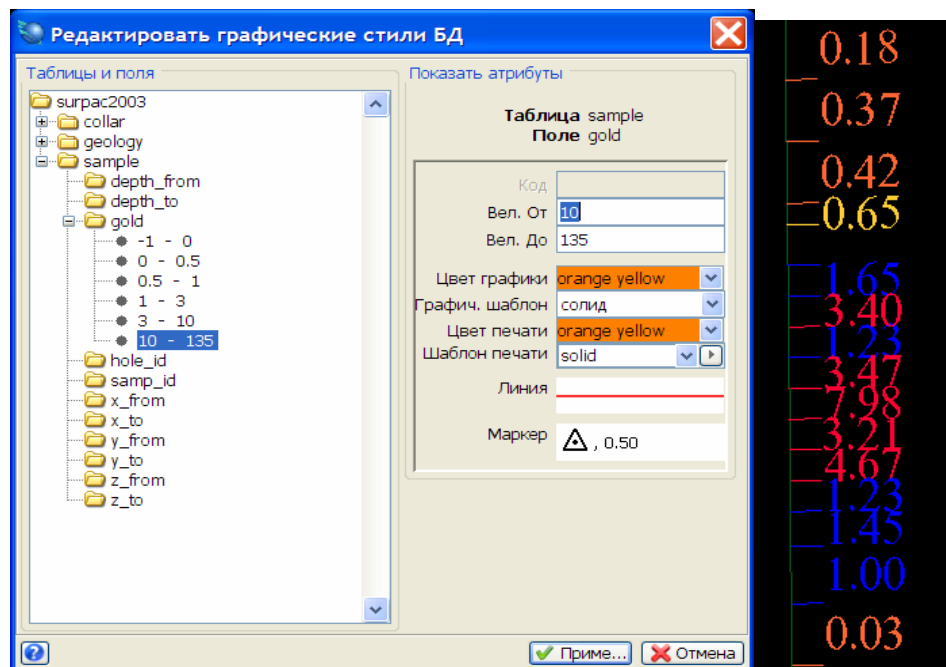 Редактировать графические стили БД
Таблицы и поля
surpac2003
collar
geology
sample
depth_from
depth_to
gold
-1 - 0
0 - 0.5
0.5 - 1
1 - 3
3 - 10
10 - 135
hole_id
samp_id
x_from
x_to
y_from
y_to
z_from
z_to
Показать атрибуты
Таблица sample
Поле gold
Код
Вел. От 10
Вел. До 135
Цвет графики orange yellow
Графич. шаблон солид
Цвет печати orange yellow
Шаблон печати solid
Линия
Маркер , 0.50
Приме...
Отмена
0.18
0.37
0.42
0.65
1.65
3.40
1.23
3.47
7.98
3.21
4.67
1.23
1.45
1.00
0.03